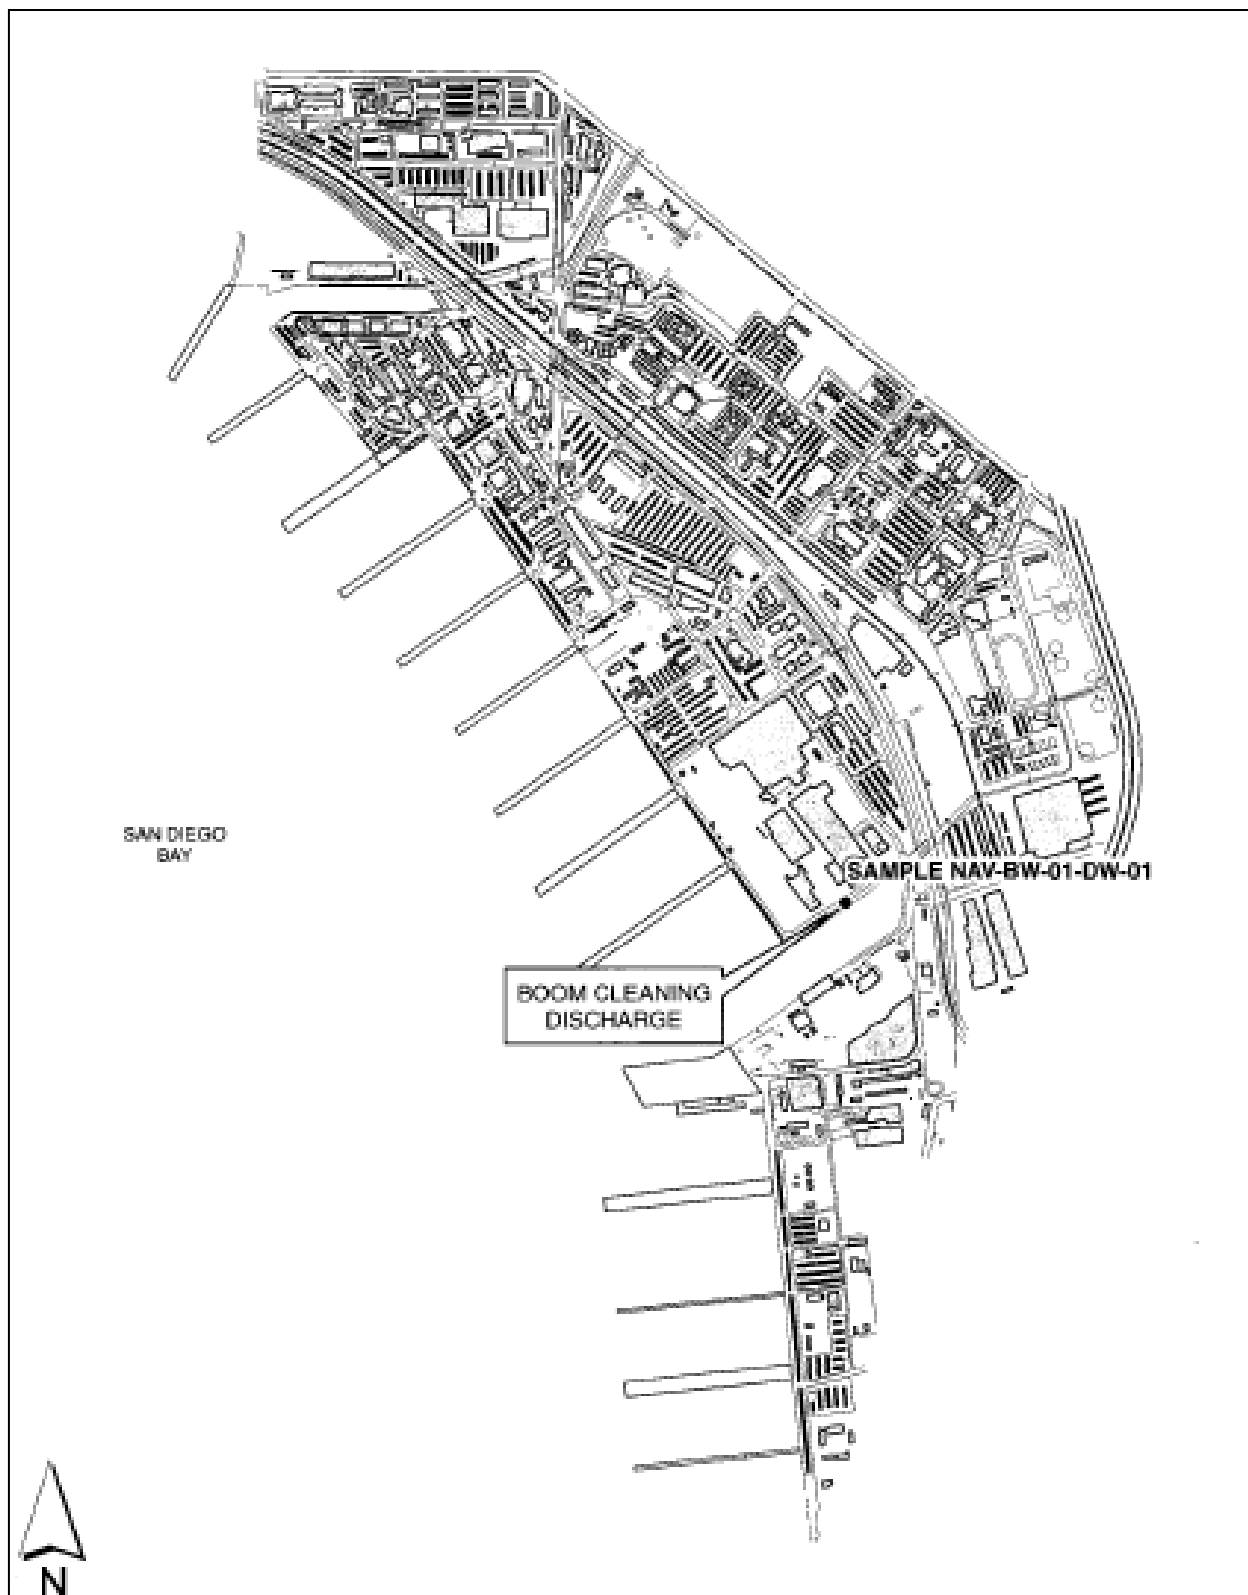 SAN DIEGO
BAY
SAMPLE NAV-BW-01-DW-01
BOOM CLEANING
DISCHARGE
N